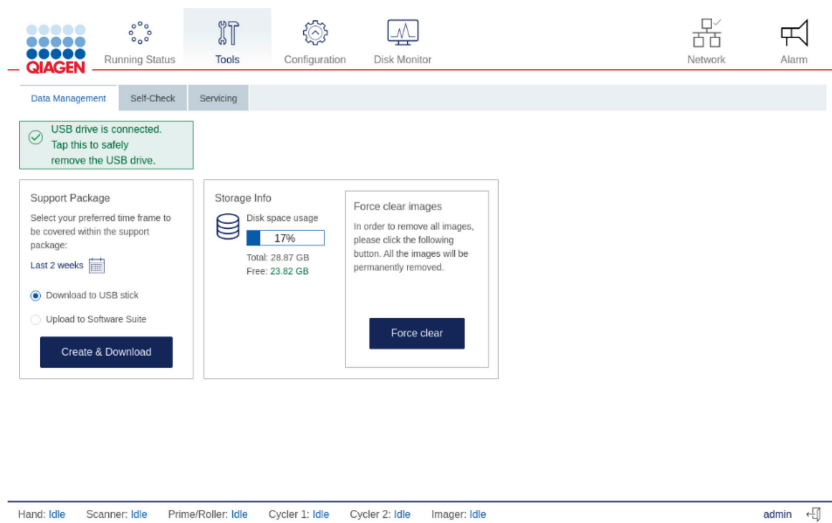 QIAGEN
Running Status
Tools
Configuration
Disk Monitor
Network
Alarm
Data Management
Self-Check
Servicing
USB drive is connected.
Tap this to safely
remove the USB drive.
Support Package
Select your preferred time frame to
be covered within the support
package:
Last 2 weeks
Download to USB stick
Upload to Software Suite
Create & Download
Storage Info
Disk space usage
17%
Total: 28.87 GB
Free: 23.82 GB
Force clear images
In order to remove all images,
please click the following
button. All the images will be
permanently removed.
Force clear
Hand: Idle
Scanner: Idle
Prime/Roller: Idle
Cycler 1: Idle
Cycler 2: Idle
Imager: Idle
admin